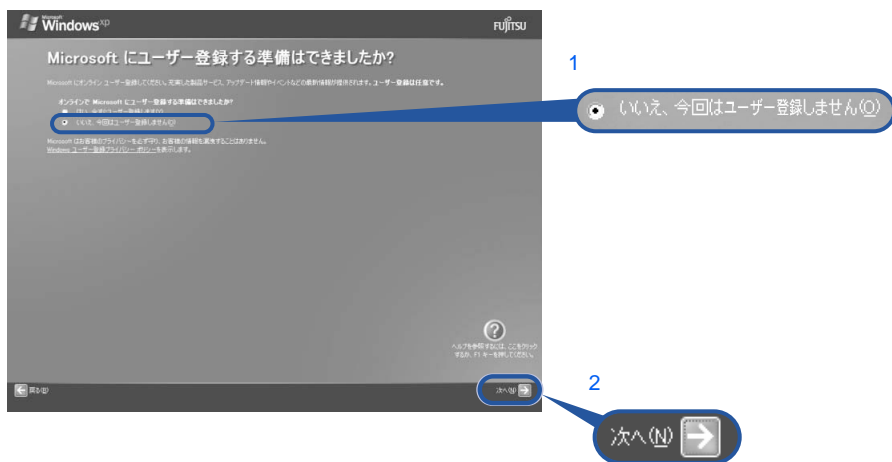 Microsoft
Windows xp
FUJITSU
Microsoft にユーザー登録する準備はできましたか?
Microsoft にオンライン ユーザー登録してください。充実した製品サービス、アップデート情報やイベントなどの最新情報が提供されます。ユーザー登録は任意です。
オンラインで Microsoft にユーザー登録する準備はできましたか?
いいえ、今回はユーザー登録しません(O)
Microsoft はお客様のプライバシーを必ず守り、お客様の情報を漏洩することはありません。
Windows ユーザー登録プライバシー ポリシーを表示します。
1
いいえ、今回はユーザー登録しません(O)
ヘルプを参照するには、ここをクリック
するか、F1 キーを押してください。
戻る(B)
次へ(N)
2
次へ(N)